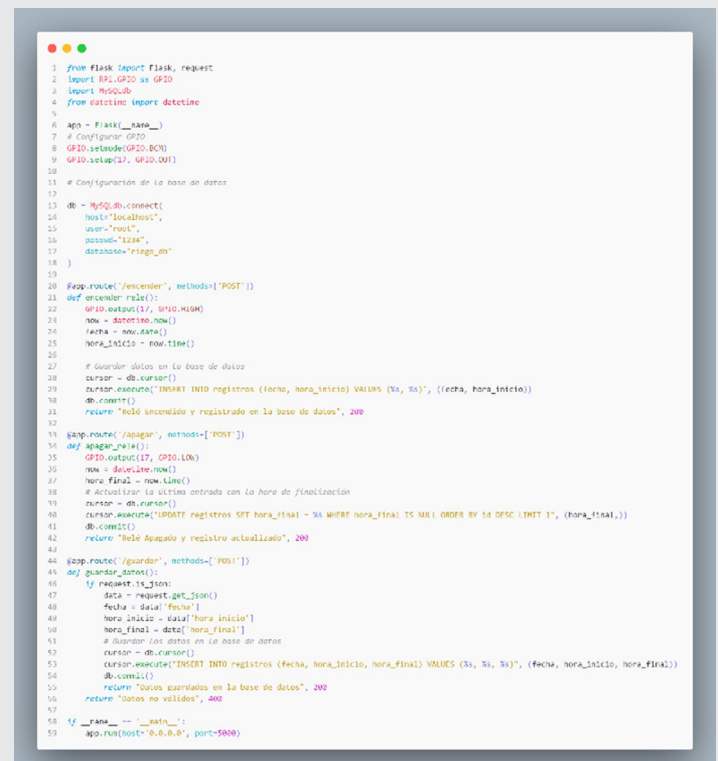 1 from flask import Flask, request
2 import RPi.GPIO as GPIO
3 import MySQLdb
4 from datetime import datetime
5
6 app = Flask(__name__)
7 # Configurar GPIO
8 GPIO.setmode(GPIO.BCM)
9 GPIO.setup(17, GPIO.OUT)
10
11 # Configuración de la base de datos
12
13 db = MySQLdb.connect(
14     host="localhost",
15     user="root",
16     passwd="1234",
17     database="riego_db"
18 )
19
20 @app.route('/encender', methods=['POST'])
21 def encender_rele():
22     GPIO.output(17, GPIO.HIGH)
23     now = datetime.now()
24     fecha = now.date()
25     hora_inicio = now.time()
26
27     # Guardar datos en la base de datos
28     cursor = db.cursor()
29     cursor.execute("INSERT INTO registros (fecha, hora_inicio) VALUES (%s, %s)", (fecha, hora_inicio))
30     db.commit()
31     return "Relé encendido y registrado en la base de datos", 200
32
33 @app.route('/apagar', methods=['POST'])
34 def apagar_rele():
35     GPIO.output(17, GPIO.LOW)
36     now = datetime.now()
37     hora_final = now.time()
38     # Actualizar la última entrada con la hora de finalización
39     cursor = db.cursor()
40     cursor.execute("UPDATE registros SET hora_final = %s WHERE hora_final IS NULL ORDER BY id DESC LIMIT 1", (hora_final,))
41     db.commit()
42     return "Relé Apagado y registro actualizado", 200
43
44 @app.route('/guardar', methods=['POST'])
45 def guardar_datos():
46     if request.is_json:
47         data = request.get_json()
48         fecha = data['fecha']
49         hora_inicio = data['hora_inicio']
50         hora_final = data['hora_final']
51         # Guardar los datos en la base de datos
52         cursor = db.cursor()
53         cursor.execute("INSERT INTO registros (fecha, hora_inicio, hora_final) VALUES (%s, %s, %s)", (fecha, hora_inicio, hora_final))
54         db.commit()
55         return "Datos guardados en la base de datos", 200
56     return "Datos no válidos", 400
57
58 if __name__ == '__main__':
59     app.run(host='0.0.0.0', port=5000)